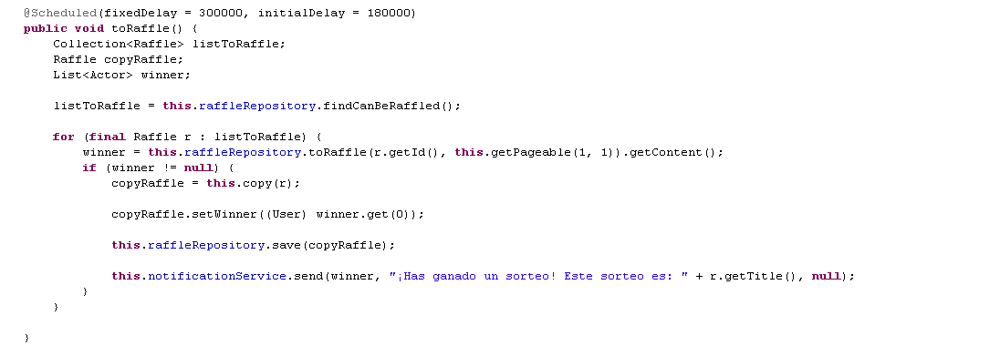 @Scheduled(fixedDelay = 300000, initialDelay = 180000)
public void toRaffle() {
    Collection<Raffle> listToRaffle;
    Raffle copyRaffle;
    List<Actor> winner;

    listToRaffle = this.raffleRepository.findCanBeRaffled();

    for (final Raffle r : listToRaffle) {
        winner = this.raffleRepository.toRaffle(r.getId(), this.getPageable(1, 1)).getContent();
        if (winner != null) {
            copyRaffle = this.copy(r);

            copyRaffle.setWinner((User) winner.get(0));

            this.raffleRepository.save(copyRaffle);

            this.notificationService.send(winner, "¡Has ganado un sorteo! Este sorteo es: " + r.getTitle(), null);
        }
    }

}